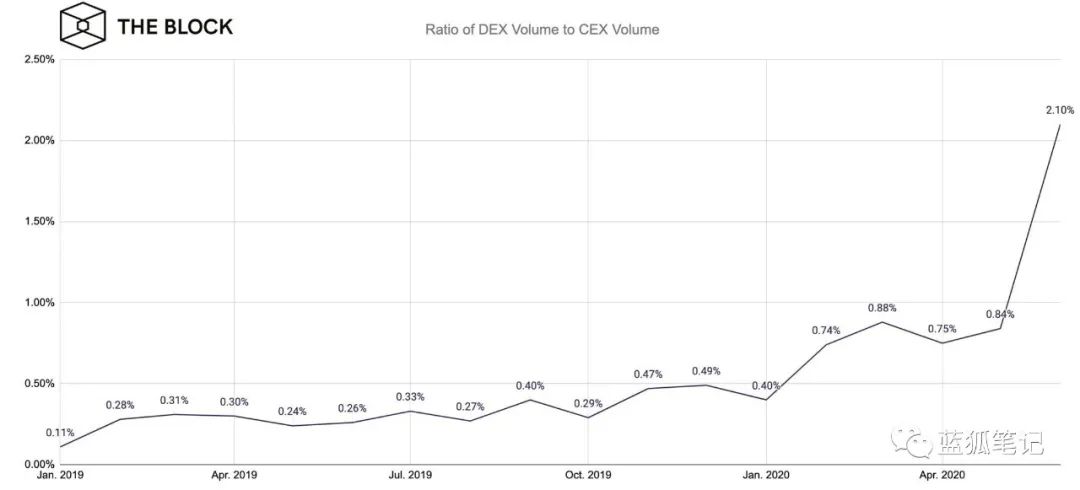 THE BLOCK
Ratio of DEX Volume to CEX Volume
2.50%
2.10%
2.00%
1.50%
1.00%
0.88%
0.84%
0.74%
0.75%
0.50%
0.47%
0.49%
0.40%
0.40%
0.33%
0.31%
0.30%
0.28%
0.29%
0.27%
0.26%
0.24%
0.11%
蓝狐笔记
0.00%
Jan. 2019
Apr. 2019
Jul. 2019
Oct. 2019
Jan. 2020
Apr. 2020